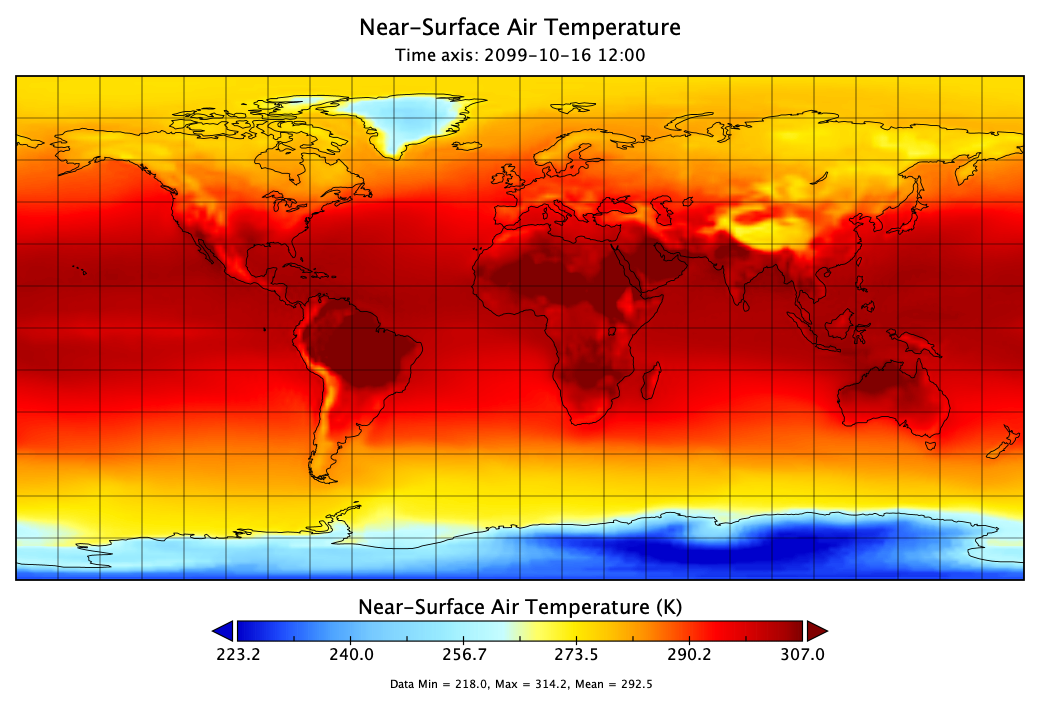 Near-Surface Air Temperature
Time axis: 2099-10-16 12:00
Near-Surface Air Temperature (K)
223.2 240.0 256.7 273.5 290.2 307.0
Data Min = 218.0, Max = 314.2, Mean = 292.5